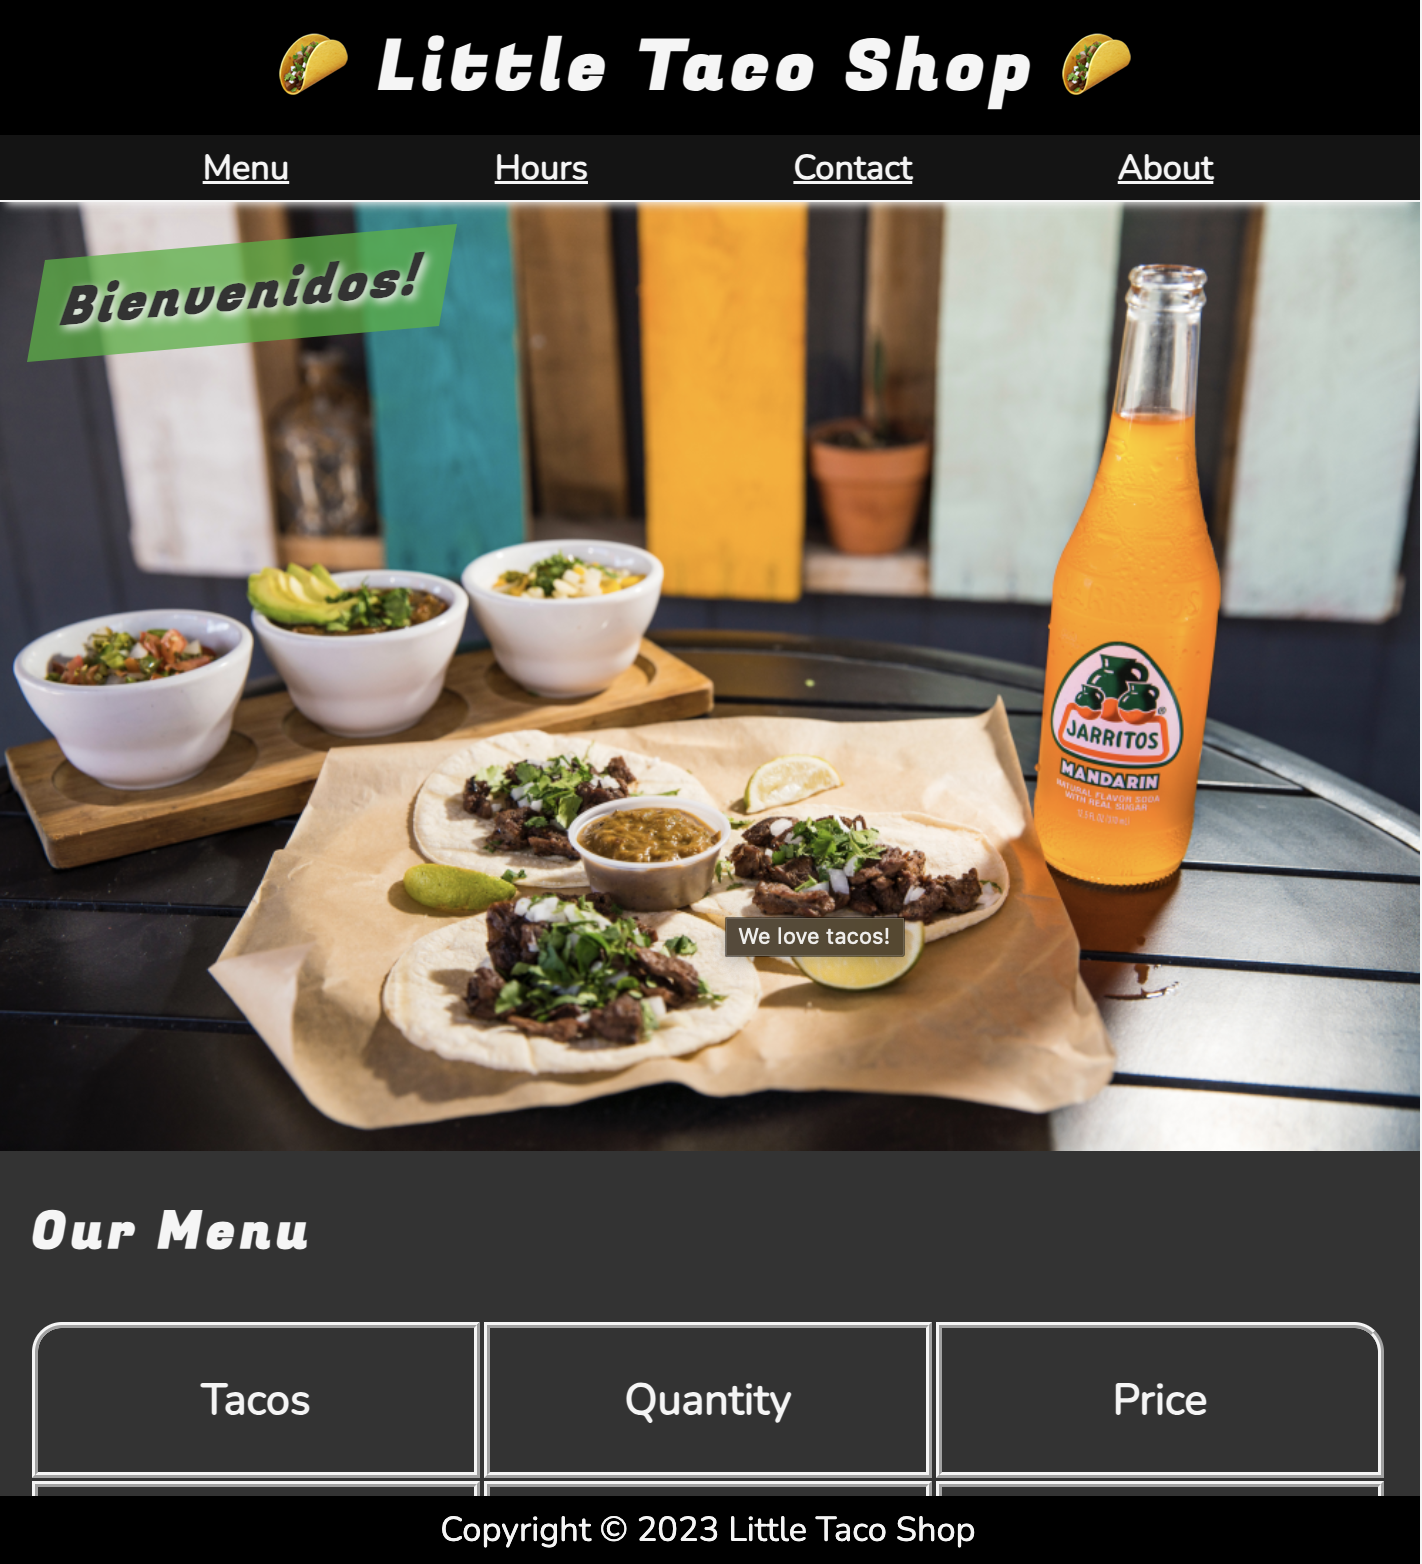 Little Taco Shop
Menu Hours Contact About
Bienvenidos!
JARRITOS
®
MANDARIN
NATURAL FLAVOR SODA
WITH REAL SUGAR
We love tacos!
Our Menu
Tacos Quantity Price
Copyright © 2023 Little Taco Shop